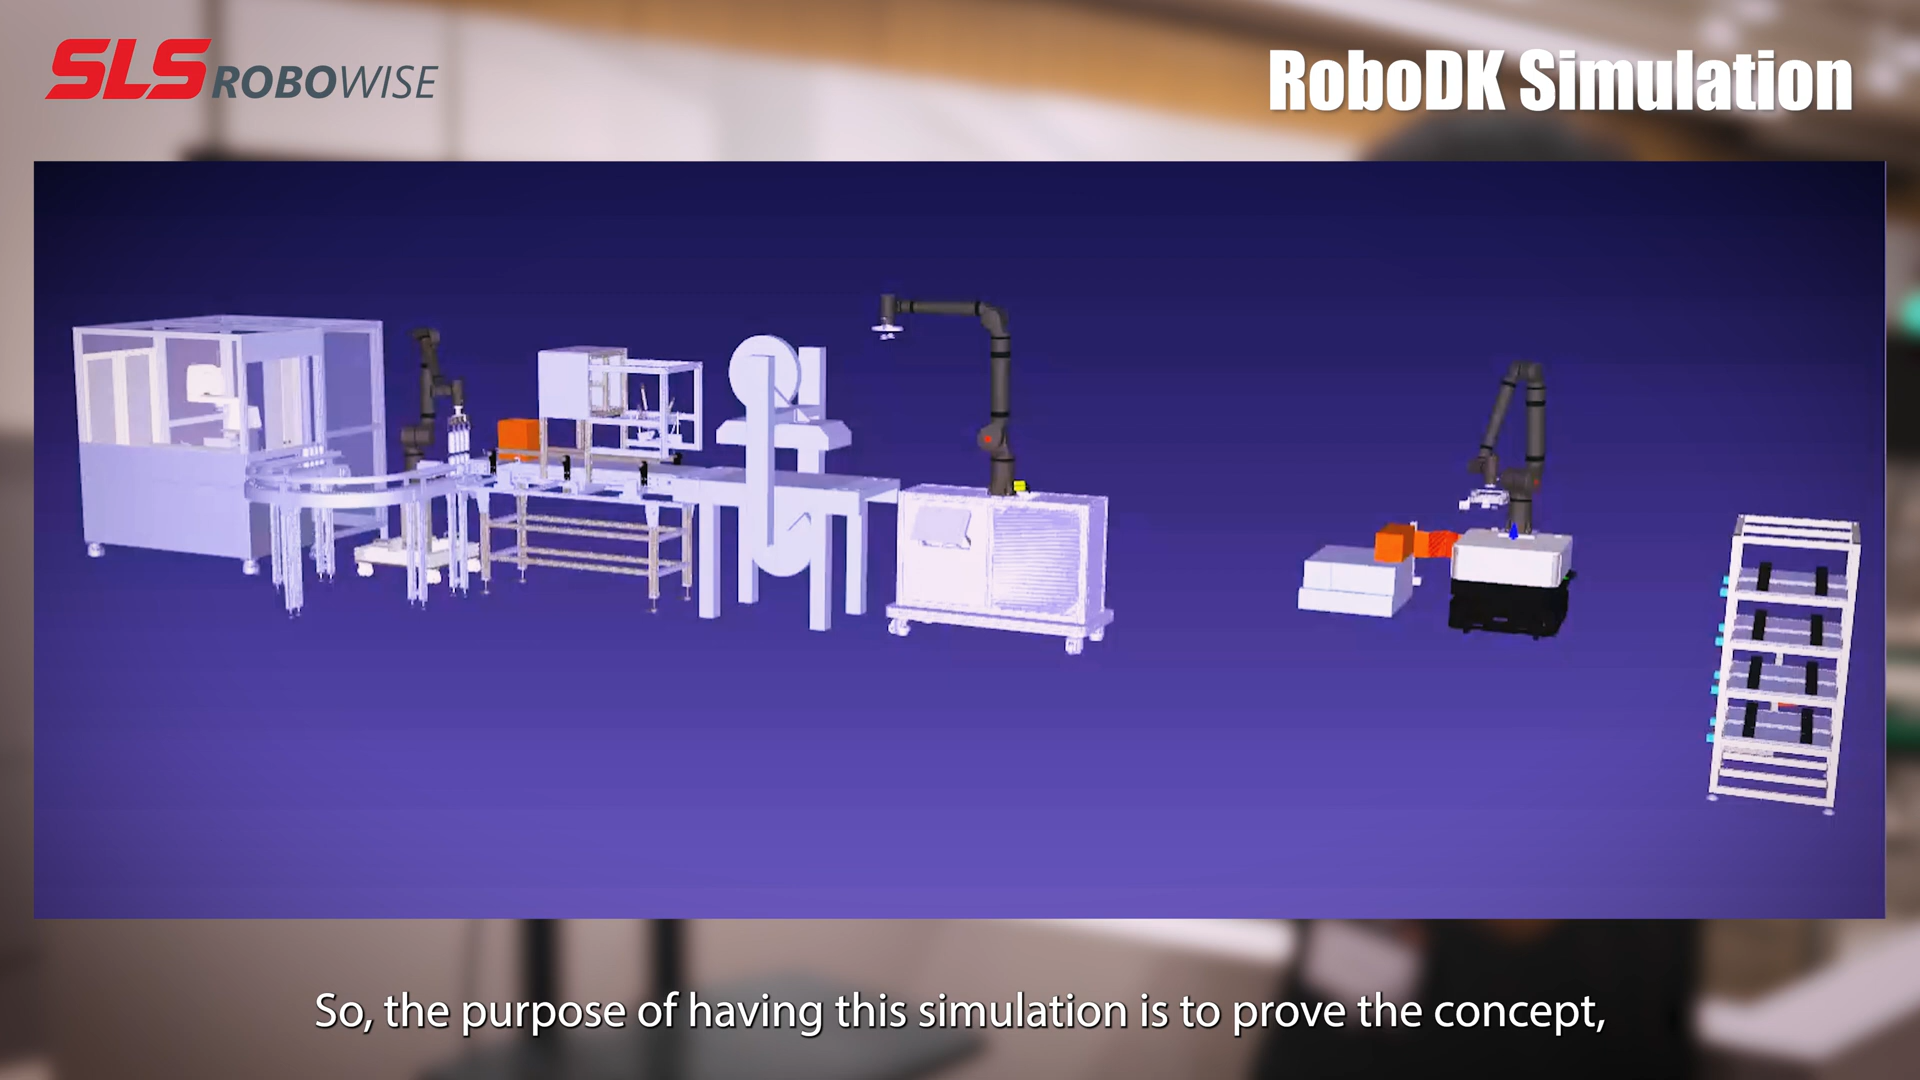 SLS ROBOWISE
RoboDK Simulation
So, the purpose of having this simulation is to prove the concept,